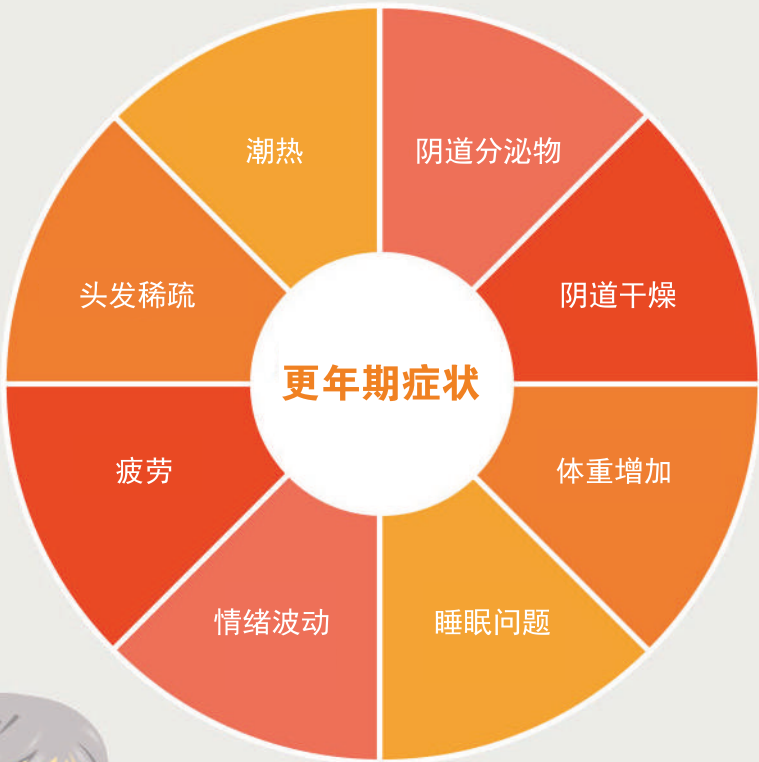 更年期症状
潮热
阴道分泌物
阴道干燥
体重增加
睡眠问题
情绪波动
疲劳
头发稀疏